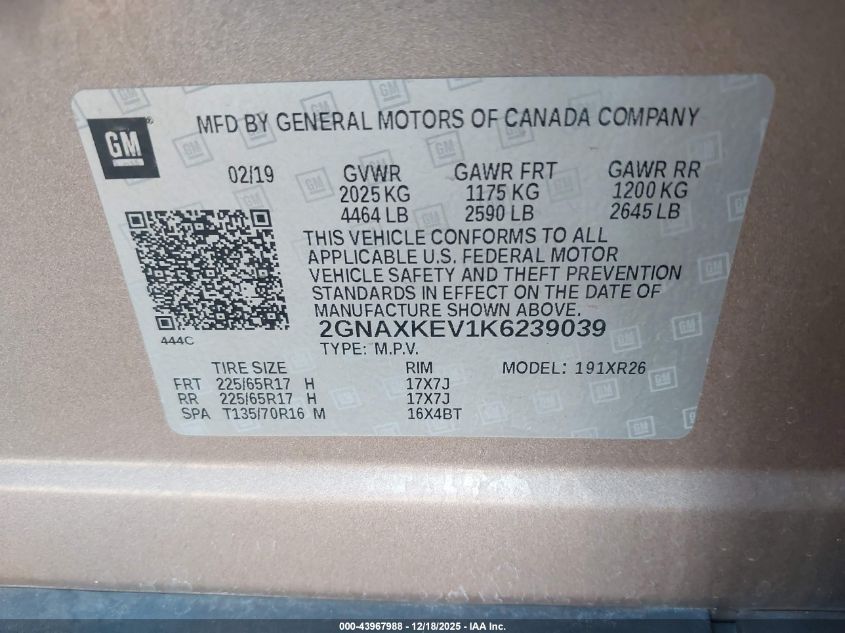 MFD BY GENERAL MOTORS OF CANADA COMPANY
GM
02/19 GVWR GAWR FRT GAWR RR
2025 KG 1175 KG 1200 KG
4464 LB 2590 LB 2645 LB
THIS VEHICLE CONFORMS TO ALL
APPLICABLE U.S. FEDERAL MOTOR
VEHICLE SAFETY AND THEFT PREVENTION
STANDARDS IN EFFECT ON THE DATE OF
MANUFACTURE SHOWN ABOVE.
444C 2GNAXKEV1K6239039
TYPE: M.P.V.
TIRE SIZE RIM MODEL: 191XR26
FRT 225/65R17 H 17X7J
RR 225/65R17 H 17X7J
SPA T135/70R16 M 16X4BT
000-43967988 - 12/18/2025 - IAA Inc.